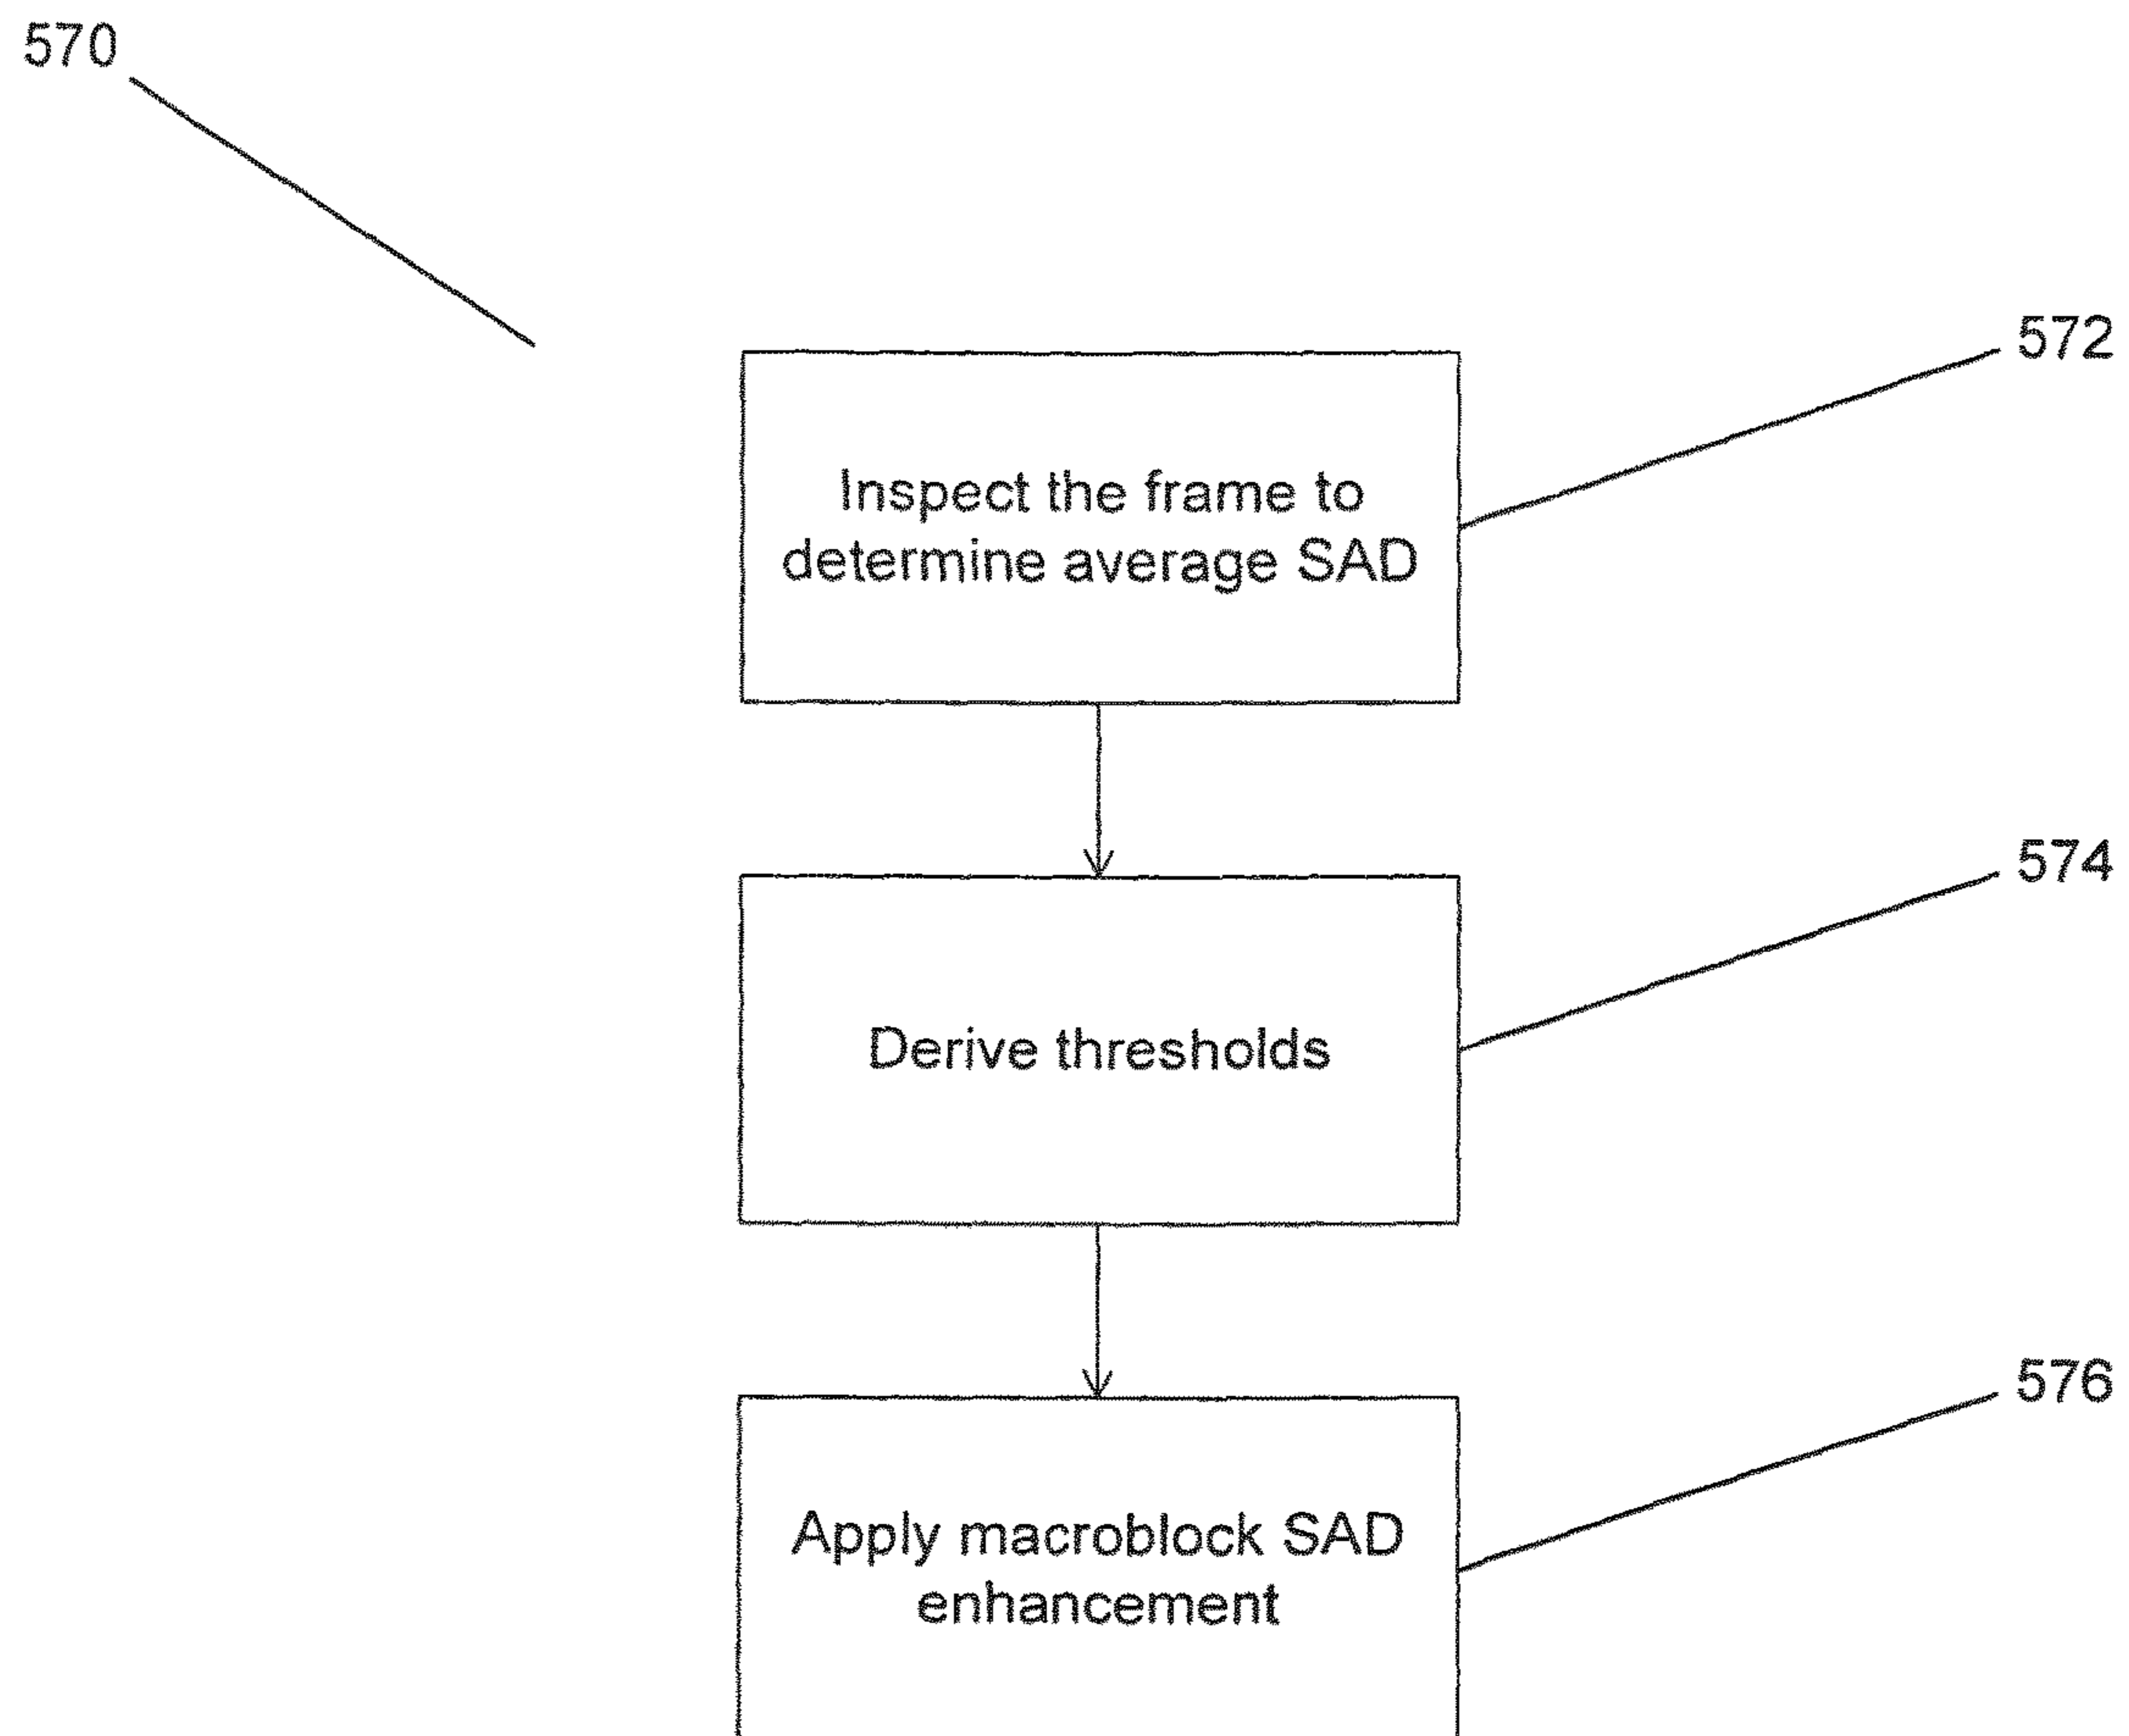 570
572
Inspect the frame to
determine average SAD
574
Derive thresholds
576
Apply macroblock SAD
enhancement